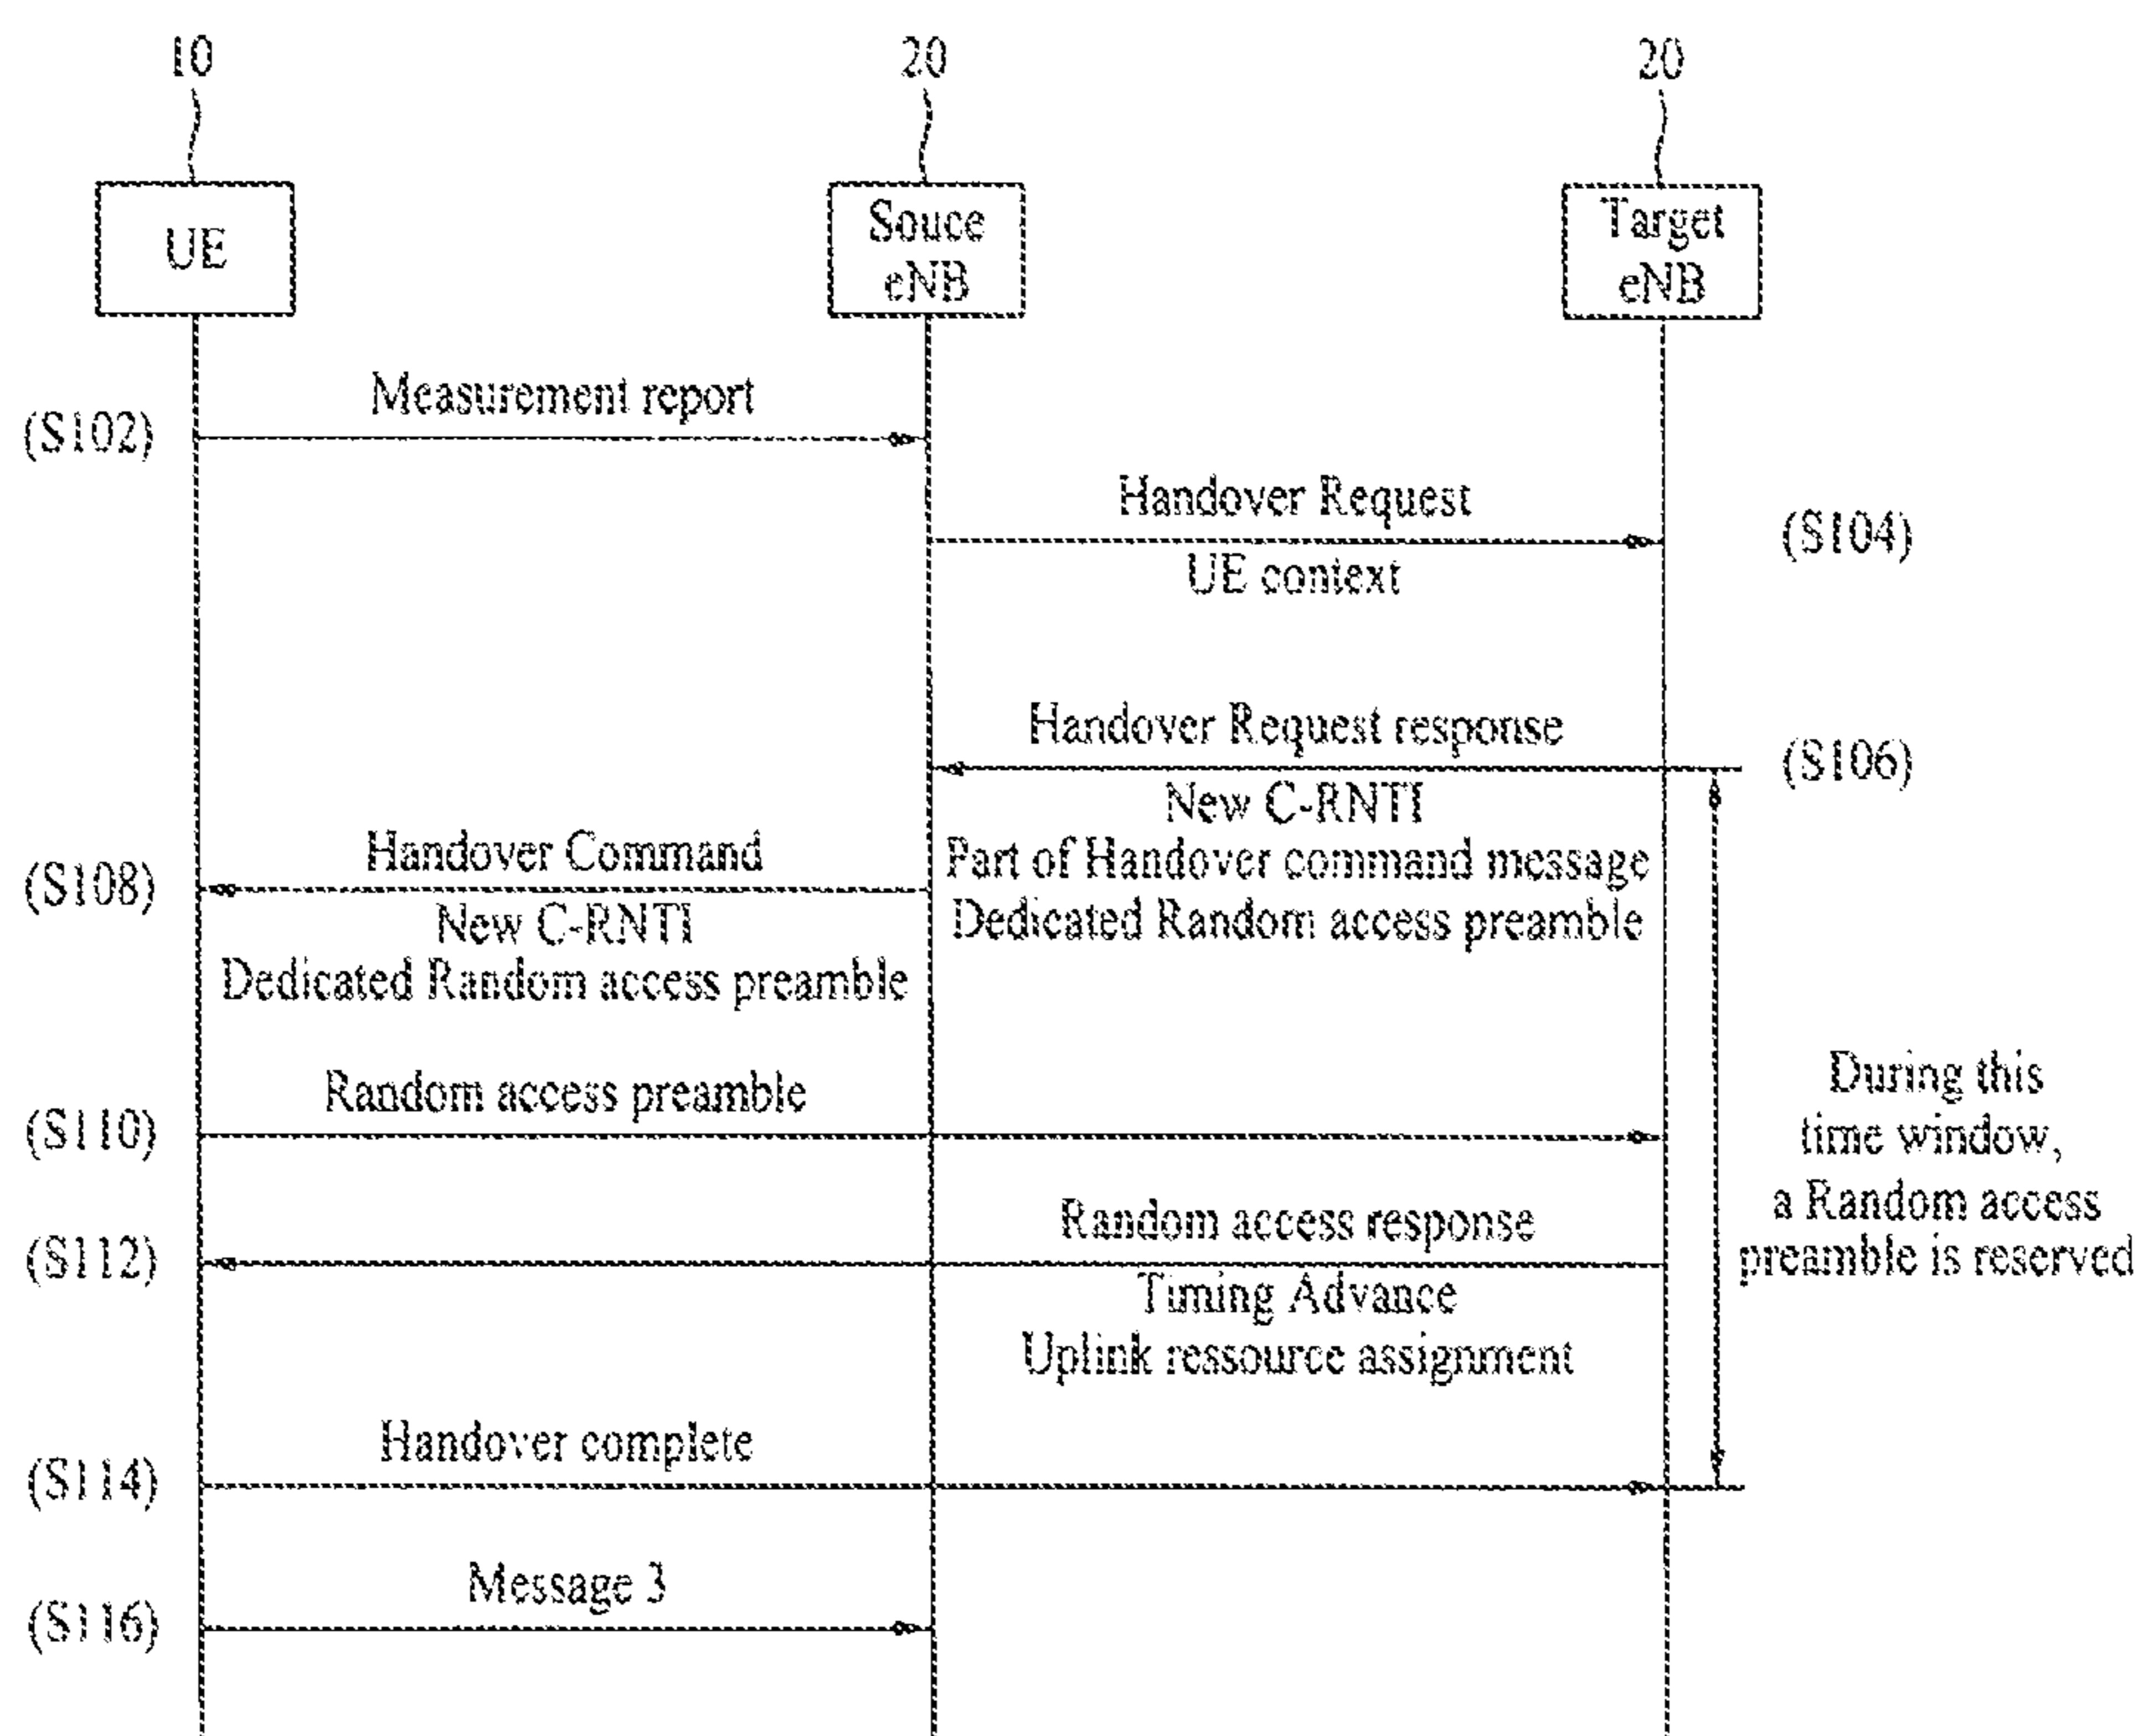 10
20
20
UE
Souce
eNB
Target
eNB
Measurement report
(S102)
Handover Request
(S104)
UE context
Handover Request response
(S106)
New C-RNTI
Part of Handover command message
Dedicated Random access preamble
Handover Command
(S108)
New C-RNTI
Dedicated Random access preamble
Random access preamble
(S110)
During this
time window,
a Random access
preamble is reserved
Random access response
(S112)
Timing Advance
Uplink ressource assignment
Handover complete
(S114)
Message 3
(S116)